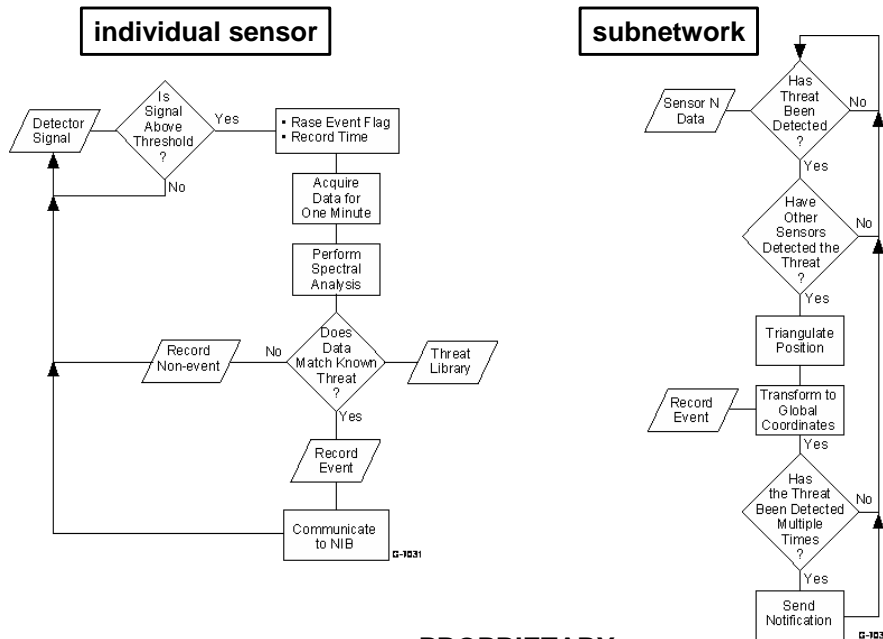 individual sensor
Is
Signal
Above
Threshold
?
Detector
Signal
Yes
No
▪ Rase Event Flag
▪ Record Time
Acquire
Data for
One Minute
Perform
Spectral
Analysis
Does
Data
Match Known
Threat
?
No
Record
Non-event
Threat
Library
Yes
Record
Event
Communicate
to NIB
G-1031
subnetwork
Has
Threat
Been
Detected
?
Sensor N
Data
No
Yes
Have
Other
Sensors
Detected the
Threat
?
No
Yes
Triangulate
Position
Record
Event
Transform to
Global
Coordinates
Yes
Has
the Threat
Been Detected
Multiple
Times
?
No
Yes
Send
Notification